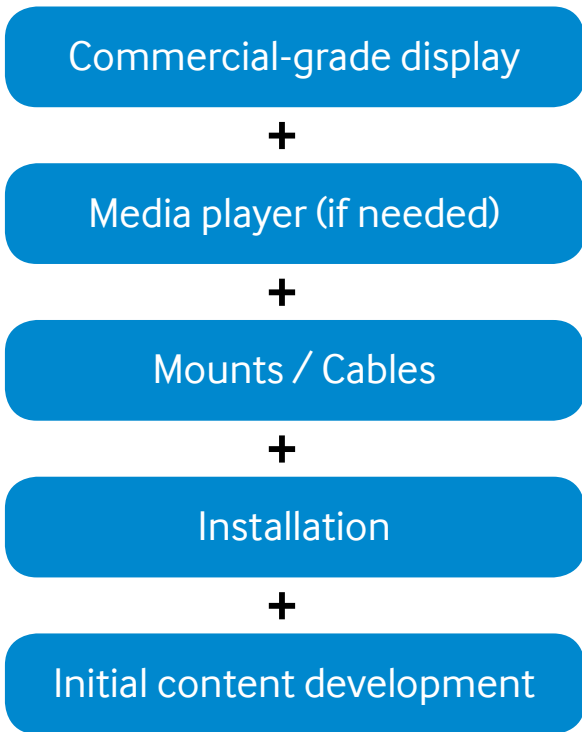 Commercial-grade display
+
Media player (if needed)
+
Mounts / Cables
+
Installation
+
Initial content development